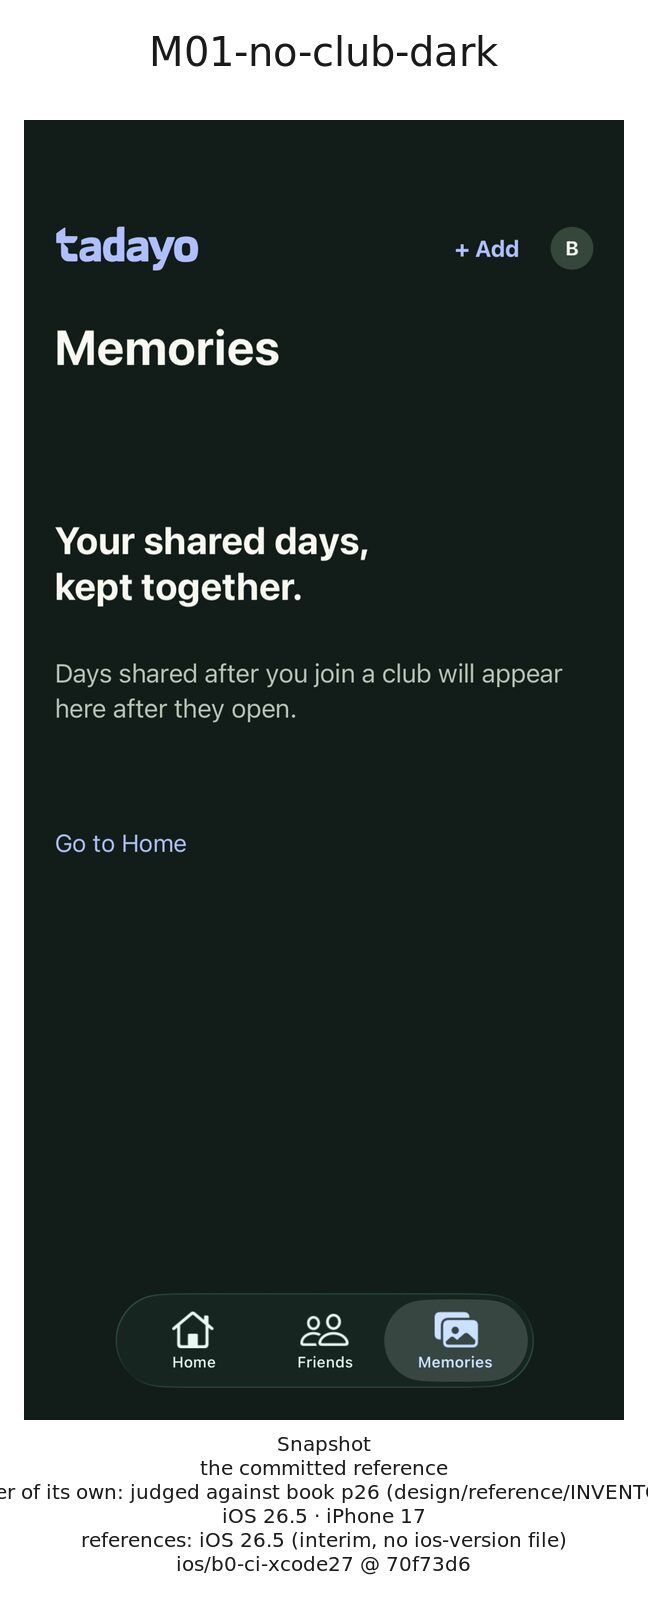 M01-no-club-dark
tadayo
+ Add
B
Memories
Your shared days,
kept together.
Days shared after you join a club will appear
here after they open.
Go to Home
Home
Friends
Memories
Snapshot
the committed reference
of its own: judged against book p26 (design/reference/
iOS 26.5 · iPhone 17
references: iOS 26.5 (interim, no ios-version file)
ios/b0-ci-xcode27 @ 70f73d6